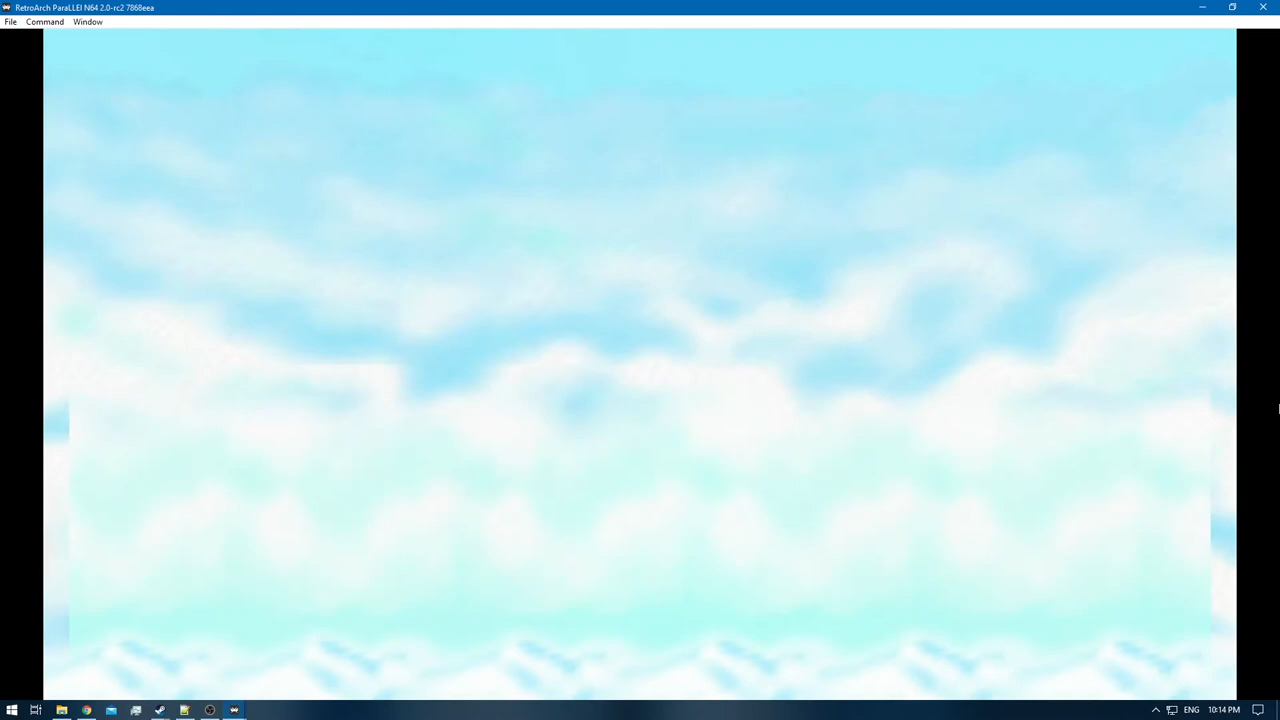 RetroArch ParaLLEl N64 2.0-rc2 7868eea
File Command Window
ENG 10:14 PM